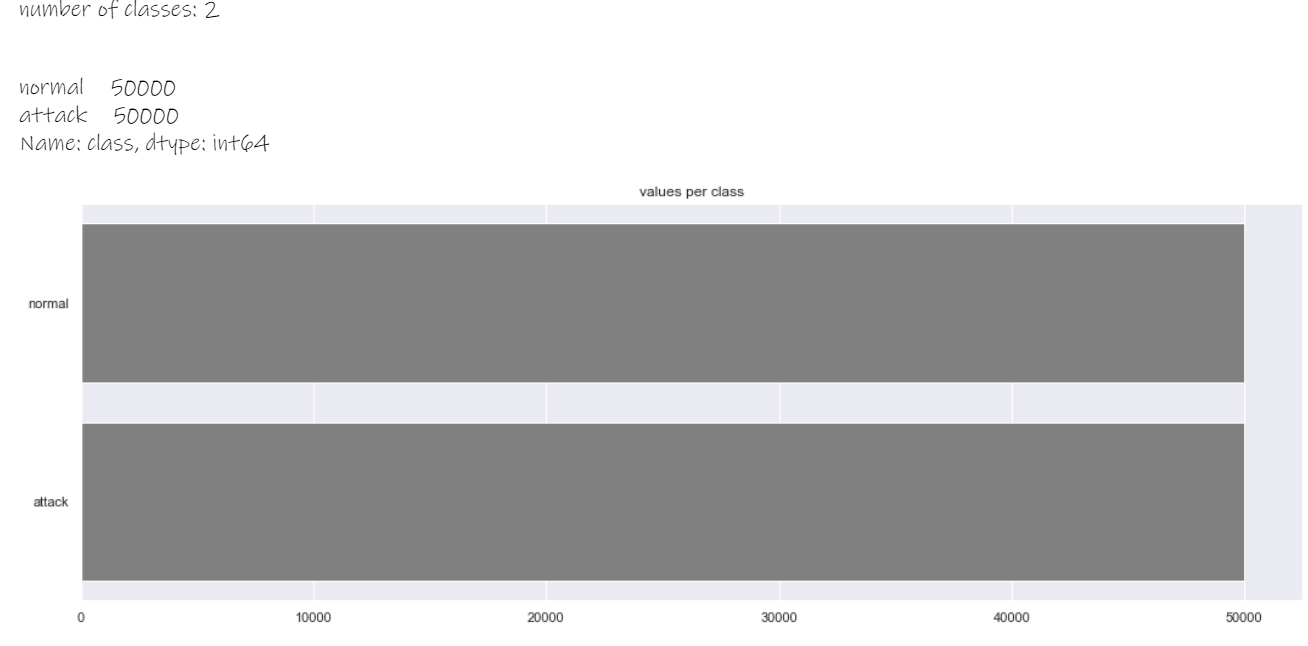 number of classes: 2
normal 50000
attack 50000
Name: class, dtype: int64
values per class
normal
attack
0 10000 20000 30000 40000 50000